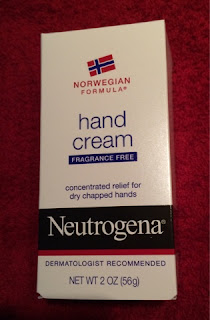 NORWEGIAN
FORMULA®
hand
cream
FRAGRANCE FREE
concentrated relief for
dry chapped hands
Neutrogena®
DERMATOLOGIST RECOMMENDED
NET WT 2 OZ (56g)